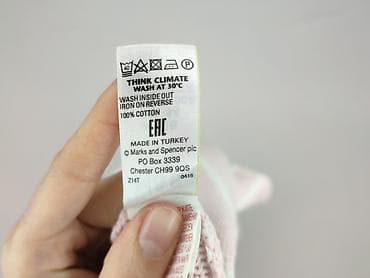 THINK CLIMATE
WASH AT 30°C
WASH INSIDE OUT
IRON ON REVERSE
100% COTTON
EAC
MADE IN TURKEY
© Marks and Spencer plc
PO Box 3339
Chester CH99 9QS
Z14T 0416